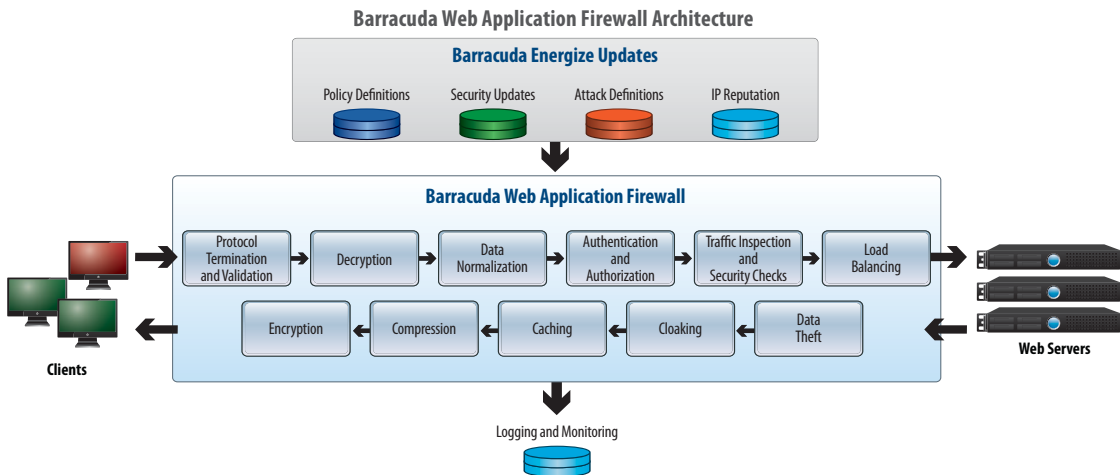 Barracuda Web Application Firewall Architecture
Barracuda Energize Updates
Policy Definitions
Security Updates
Attack Definitions
IP Reputation
Barracuda Web Application Firewall
Protocol
Termination
and Validation
Decryption
Data
Normalization
Authentication
and
Authorization
Traffic Inspection
and
Security Checks
Load
Balancing
Encryption
Compression
Caching
Cloaking
Data
Theft
Clients
Web Servers
Logging and Monitoring